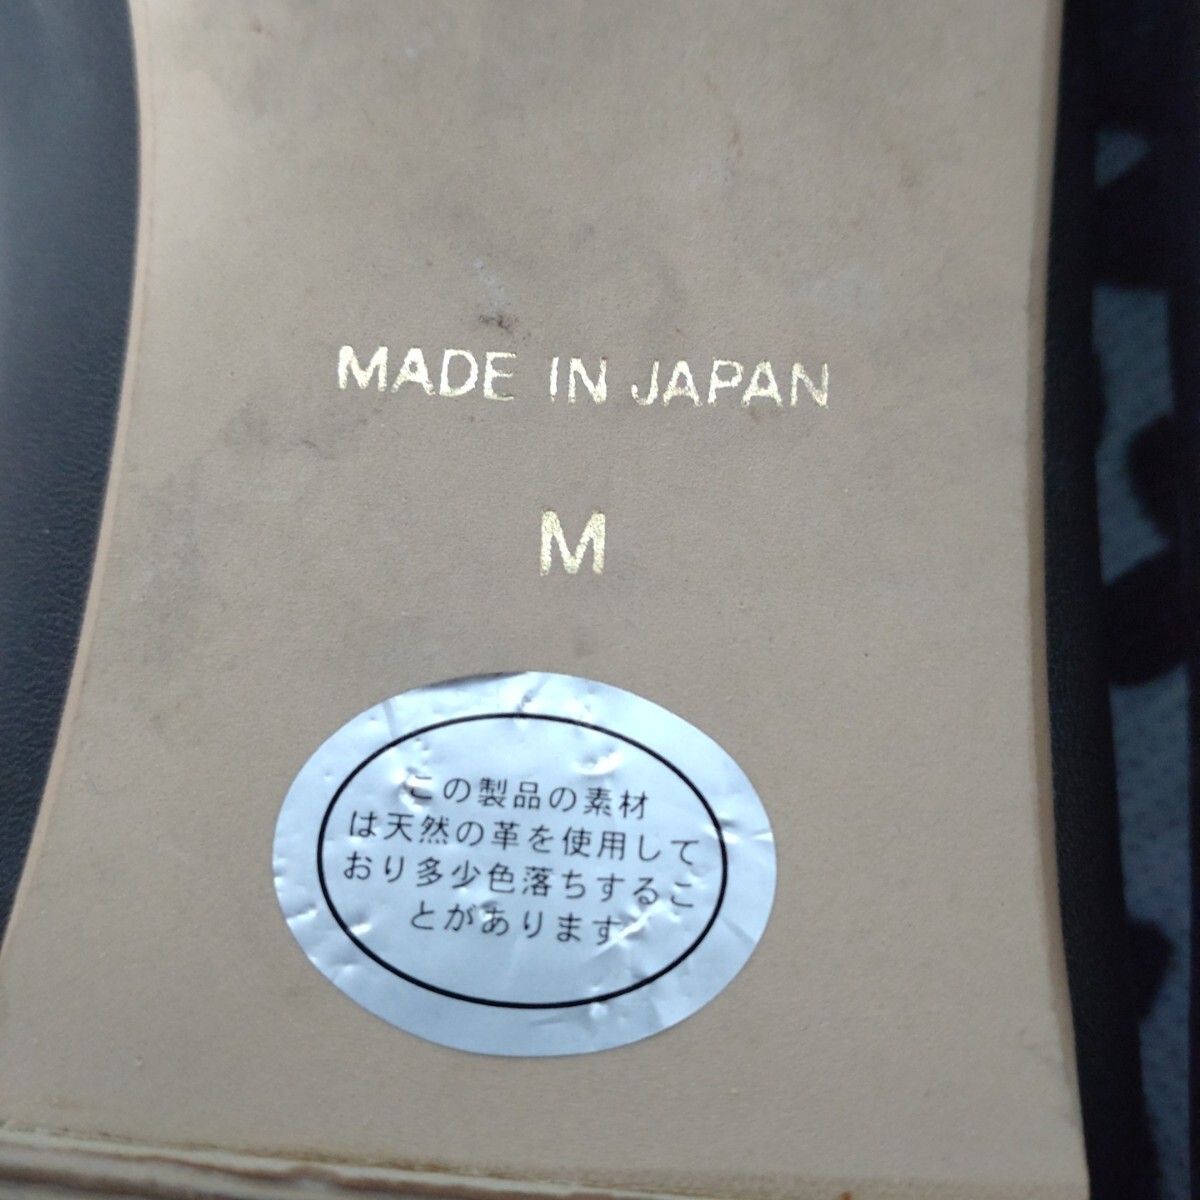 MADE IN JAPAN
M
この製品の素材
は天然の革を使用して
おり多少色落ちするこ
とがあります